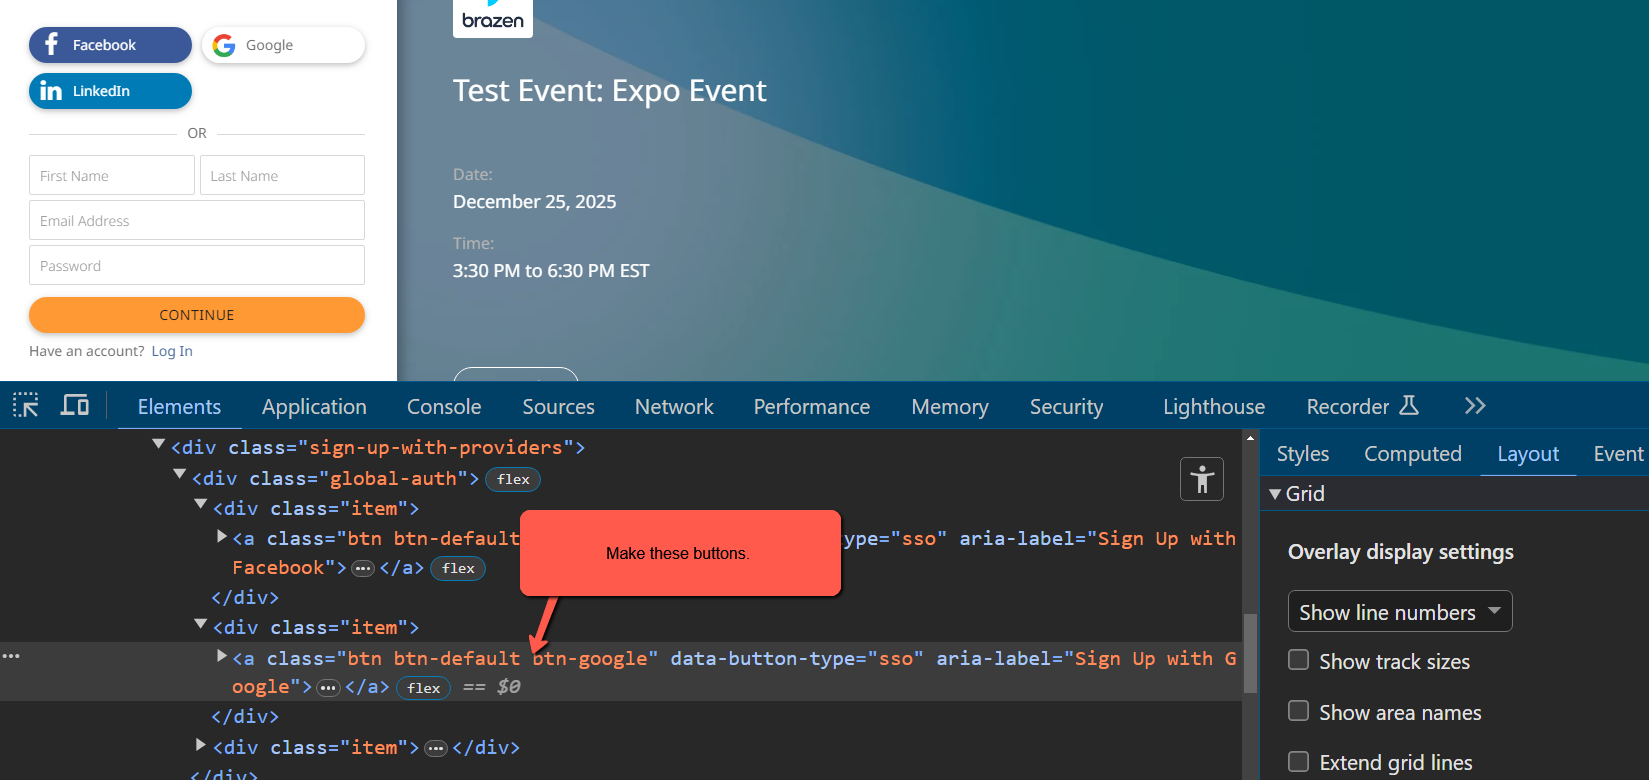 brazen
Facebook
Google
LinkedIn
OR
First Name
Last Name
Email Address
Password
CONTINUE
Have an account? Log In
Test Event: Expo Event
Date:
December 25, 2025
Time:
3:30 PM to 6:30 PM EST
Elements Application Console Sources Network Performance Memory Security Lighthouse Recorder
<div class="sign-up-with-providers">
<div class="global-auth"> flex
<div class="item">
<a class="btn btn-default ype="sso" aria-label="Sign Up with
Facebook"> … </a> flex
</div>
<div class="item">
… <a class="btn btn-default btn-google" data-button-type="sso" aria-label="Sign Up with G
oogle"> … </a> flex == $0
</div>
<div class="item"> … </div>
</div>
Make these buttons.
Styles Computed Layout Event
Grid
Overlay display settings
Show line numbers
Show track sizes
Show area names
Extend grid lines